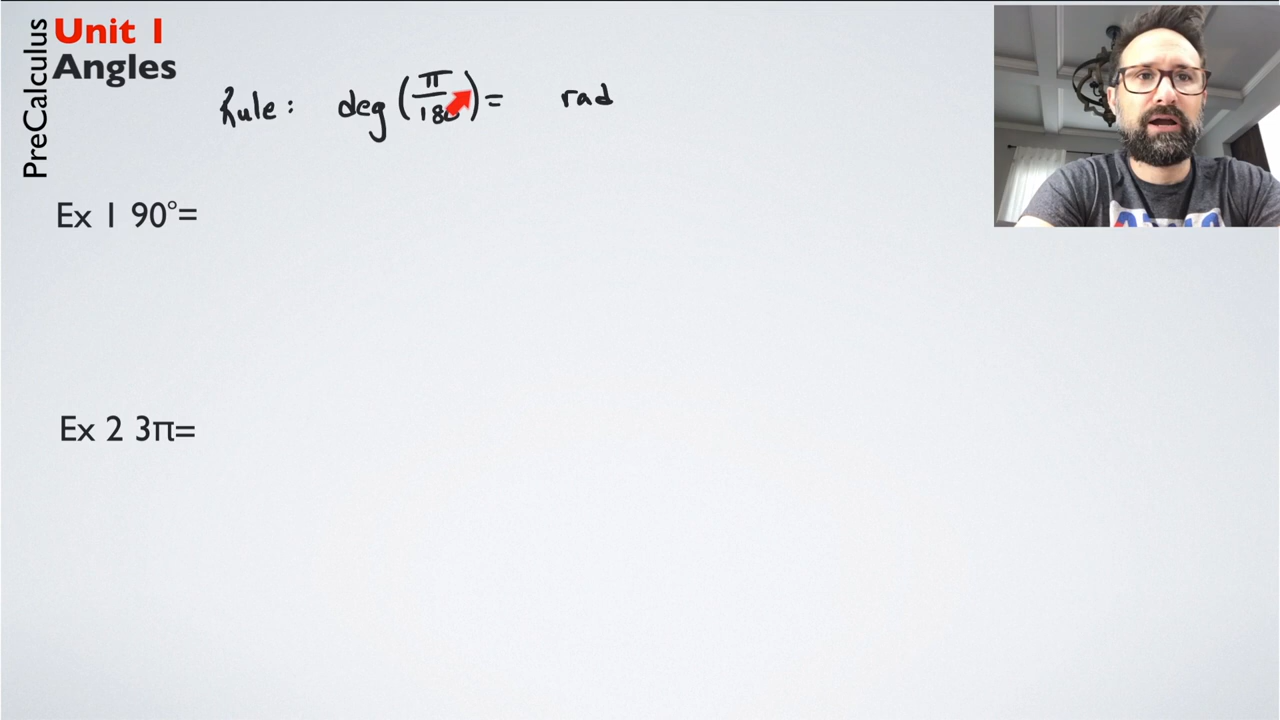 PreCalculus
Unit 1
Angles
Rule: deg (π/180) = rad
Ex 1 90°=
Ex 2 3π=